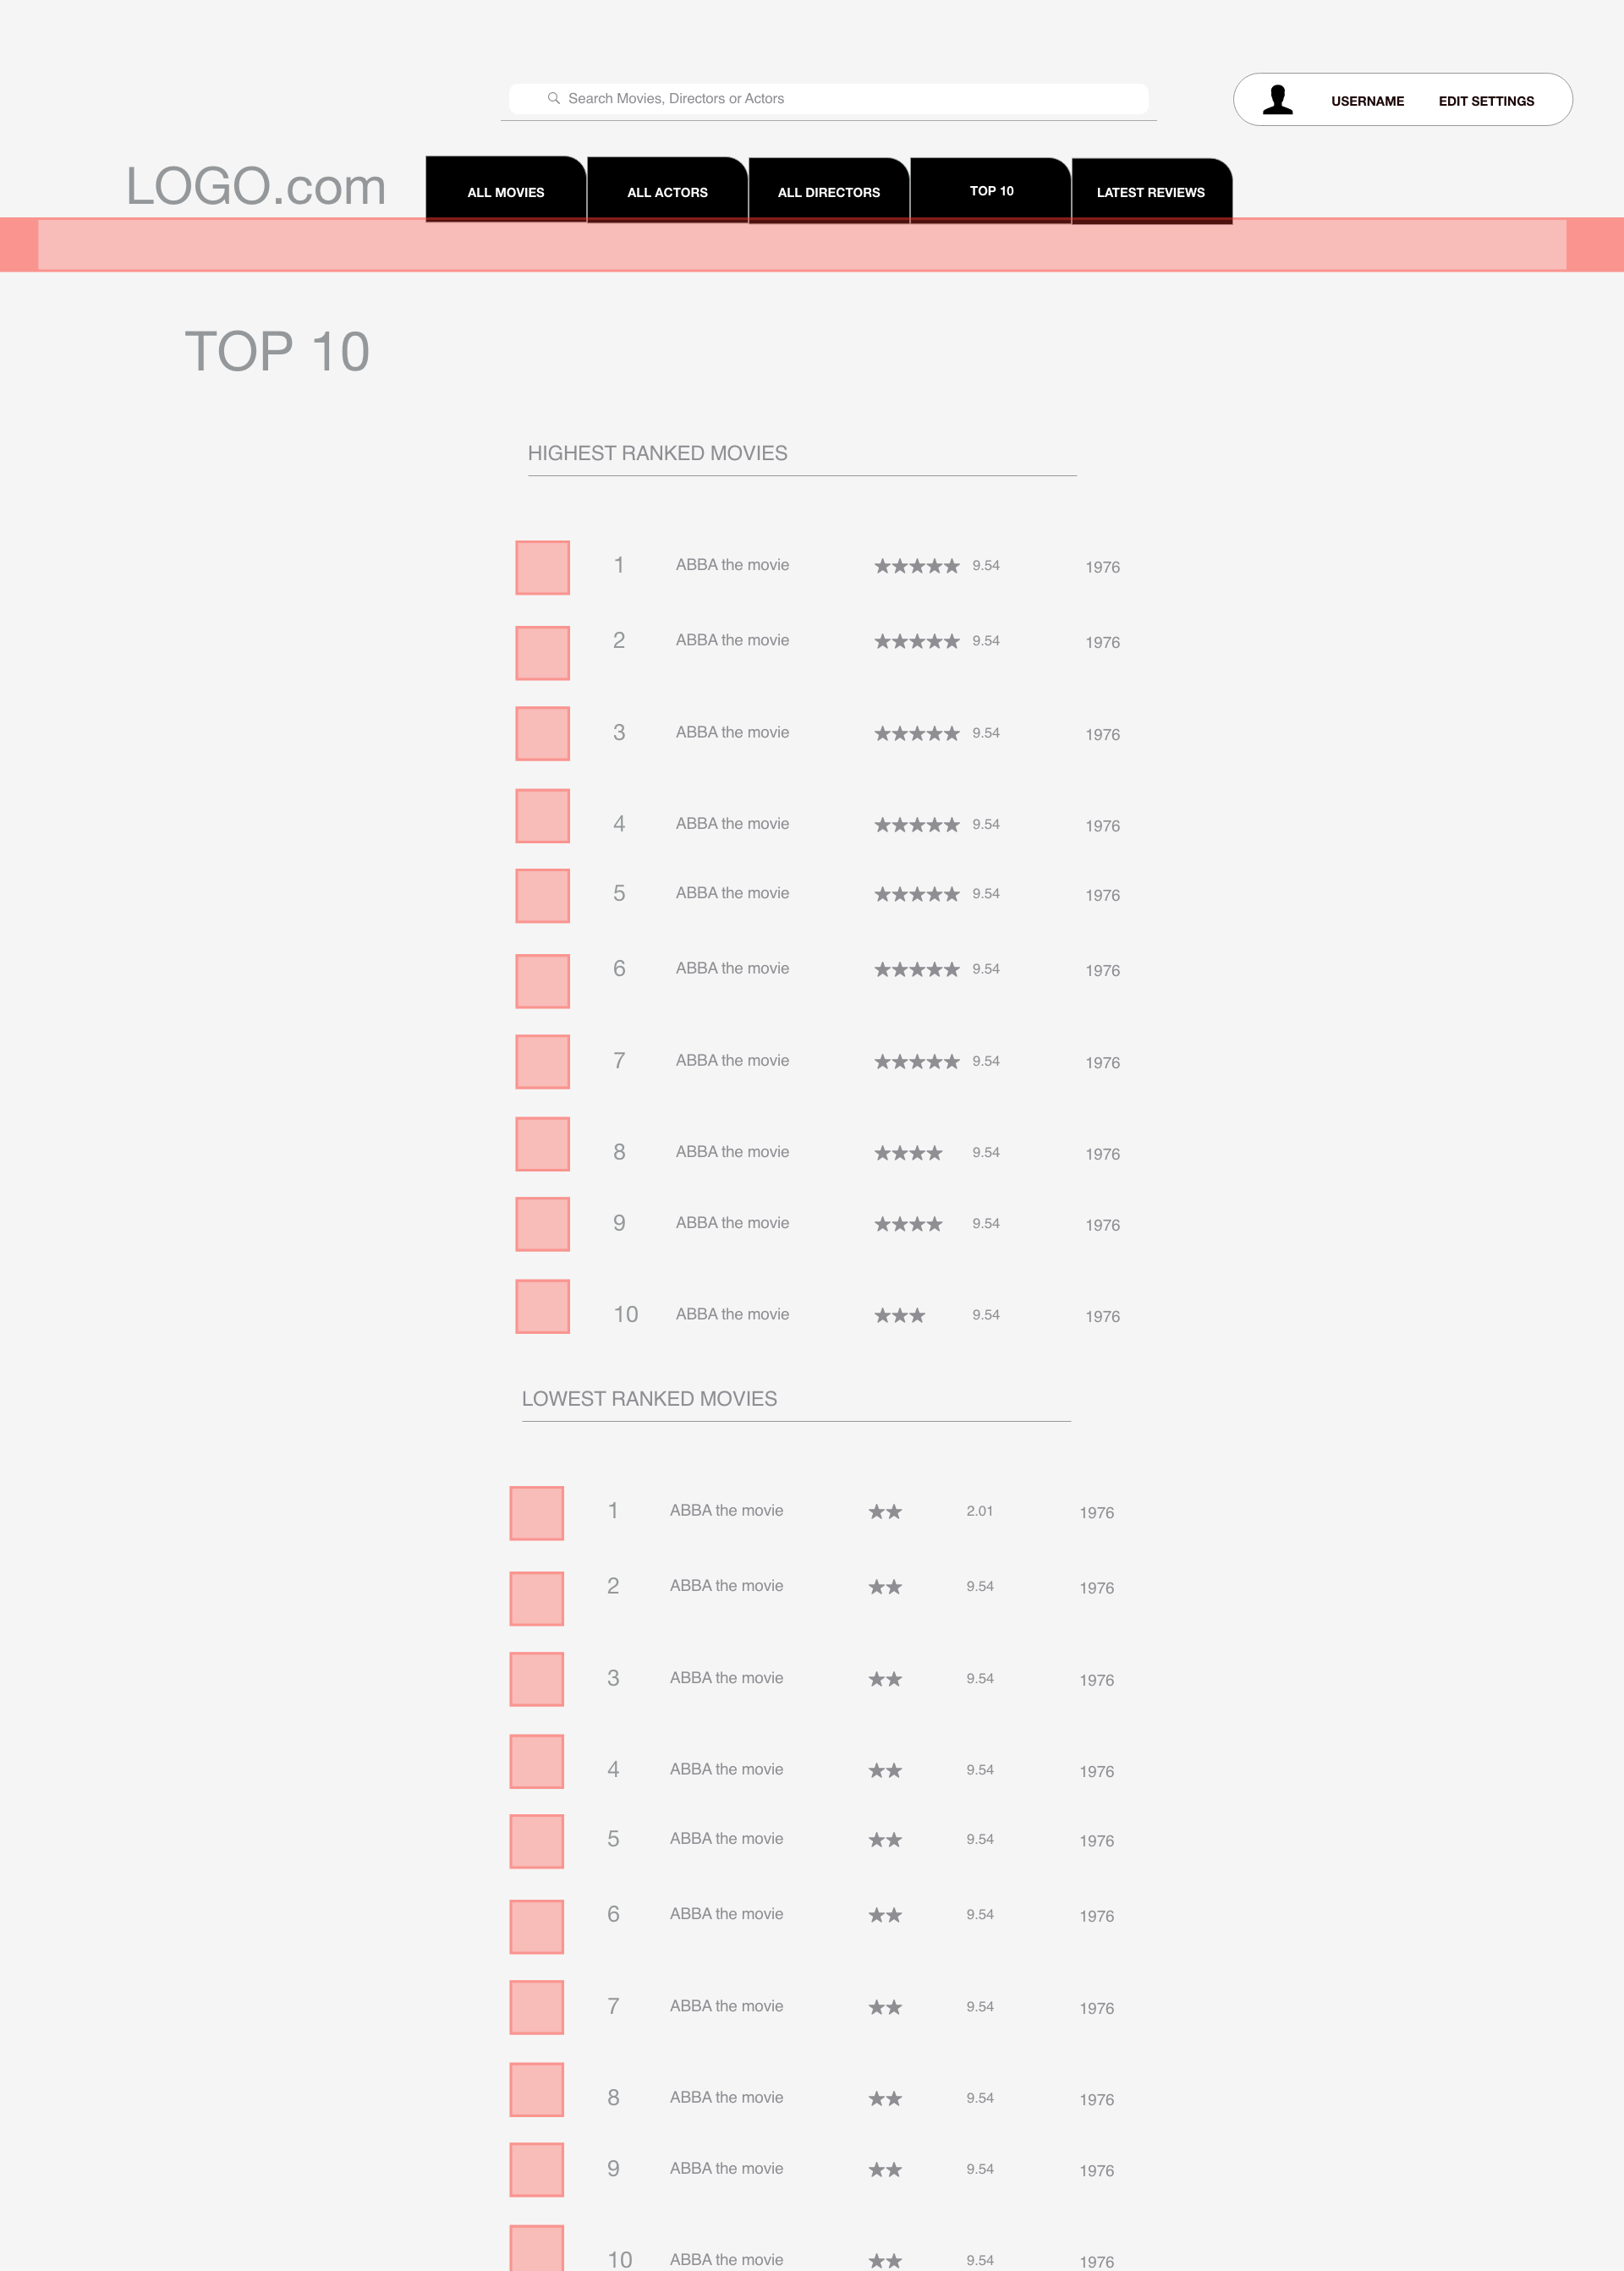 Search Movies, Directors or Actors
USERNAME EDIT SETTINGS
LOGO.com
ALL MOVIES ALL ACTORS ALL DIRECTORS TOP 10 LATEST REVIEWS
TOP 10
HIGHEST RANKED MOVIES
1 ABBA the movie ★★★★★ 9.54 1976
2 ABBA the movie ★★★★★ 9.54 1976
3 ABBA the movie ★★★★★ 9.54 1976
4 ABBA the movie ★★★★★ 9.54 1976
5 ABBA the movie ★★★★★ 9.54 1976
6 ABBA the movie ★★★★★ 9.54 1976
7 ABBA the movie ★★★★★ 9.54 1976
8 ABBA the movie ★★★★ 9.54 1976
9 ABBA the movie ★★★★ 9.54 1976
10 ABBA the movie ★★★ 9.54 1976
LOWEST RANKED MOVIES
1 ABBA the movie ★★ 2.01 1976
2 ABBA the movie ★★ 9.54 1976
3 ABBA the movie ★★ 9.54 1976
4 ABBA the movie ★★ 9.54 1976
5 ABBA the movie ★★ 9.54 1976
6 ABBA the movie ★★ 9.54 1976
7 ABBA the movie ★★ 9.54 1976
8 ABBA the movie ★★ 9.54 1976
9 ABBA the movie ★★ 9.54 1976
10 ABBA the movie ★★ 9.54 1976